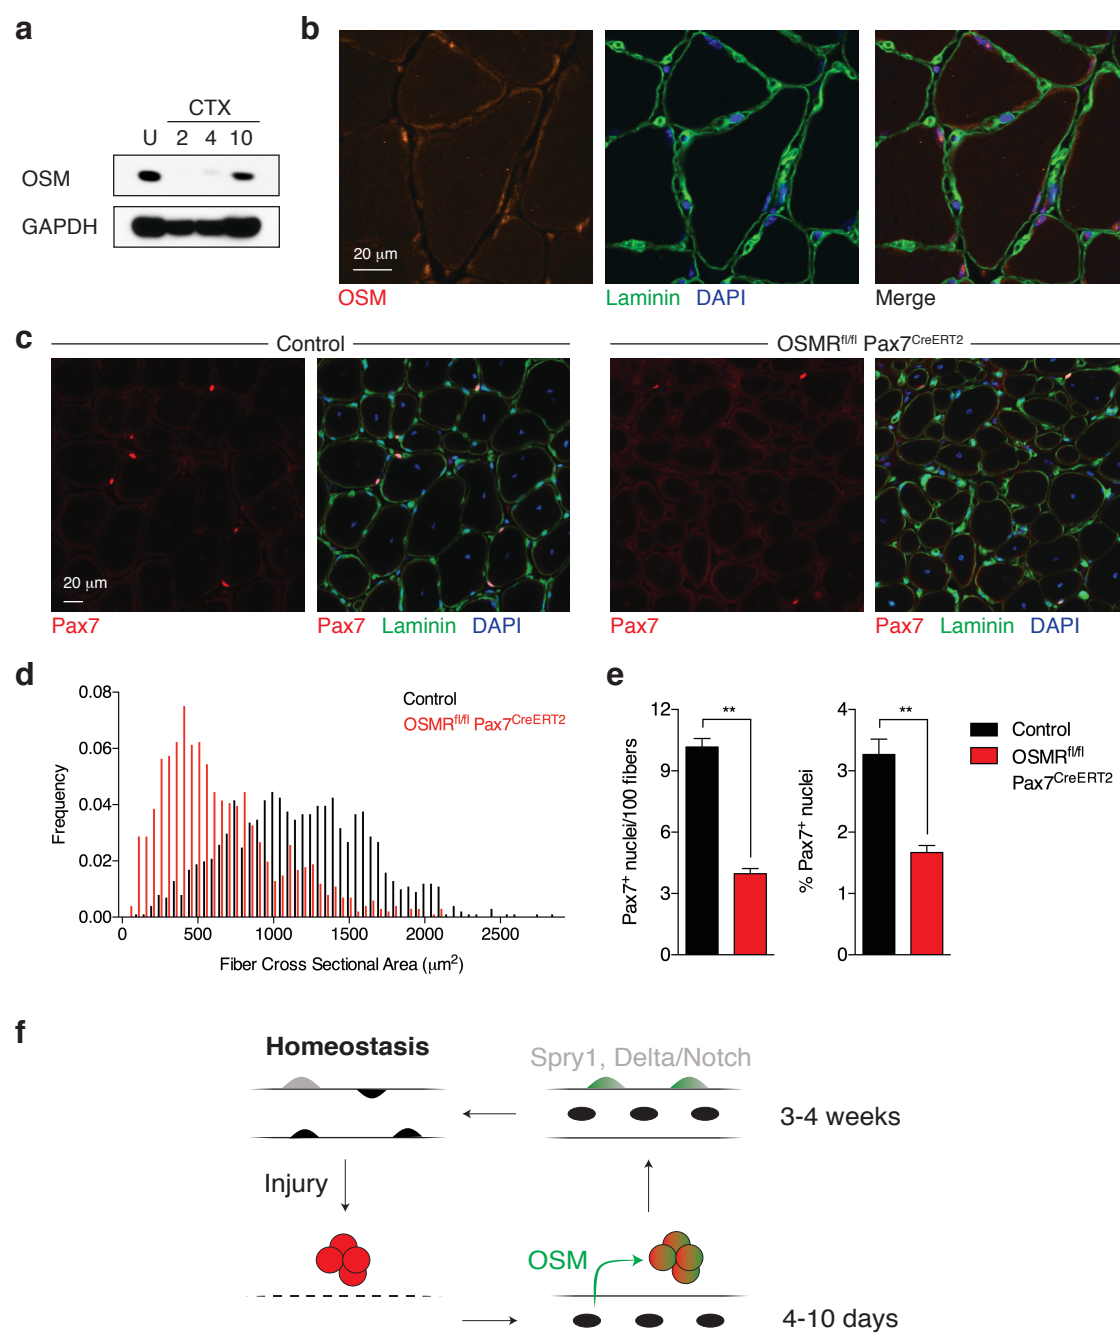 a
CTX
U 2 4 10
OSM
GAPDH
b
20 μm
OSM
Laminin DAPI
Merge
c
Control
OSMRfl/fl Pax7CreERT2
20 μm
Pax7
Pax7 Laminin DAPI
Pax7
Pax7 Laminin DAPI
d
Control
OSMRfl/fl Pax7CreERT2
0.08
0.06
0.04
0.02
0.00
Frequency
0 500 1000 1500 2000 2500
Fiber Cross Sectional Area (μm2)
e
12
9
6
3
0
Pax7+ nuclei/100 fibers
**
4
3
2
1
0
% Pax7+ nuclei
**
Control
OSMRfl/fl
Pax7CreERT2
f
Homeostasis
Spry1, Delta/Notch
3-4 weeks
Injury
OSM
4-10 days